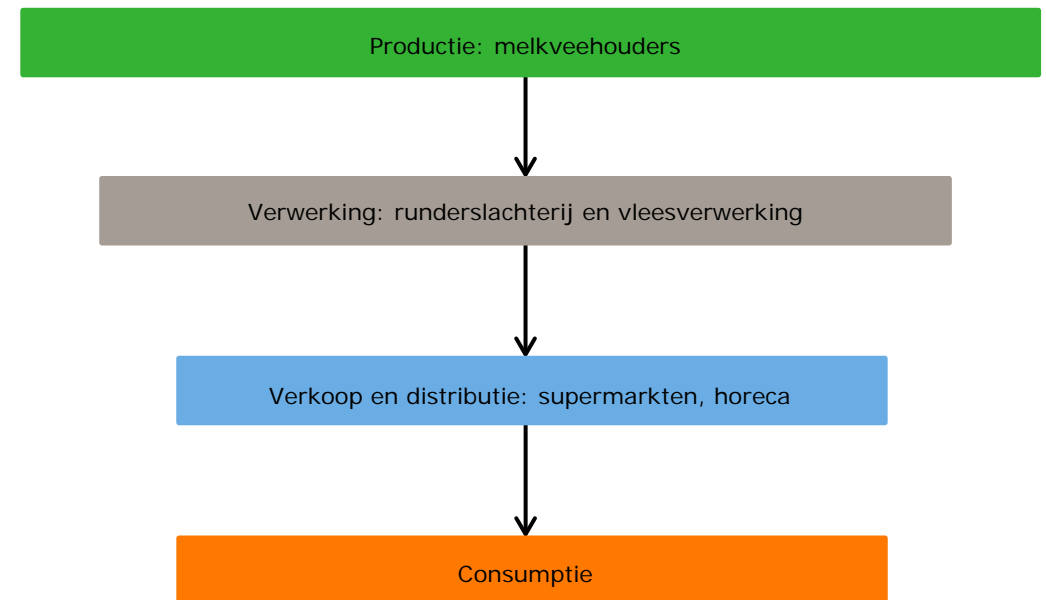 Productie: melkveehouders
Verwerking: runderslachterij en vleesverwerking
Verkoop en distributie: supermarkten, horeca
Consumptie